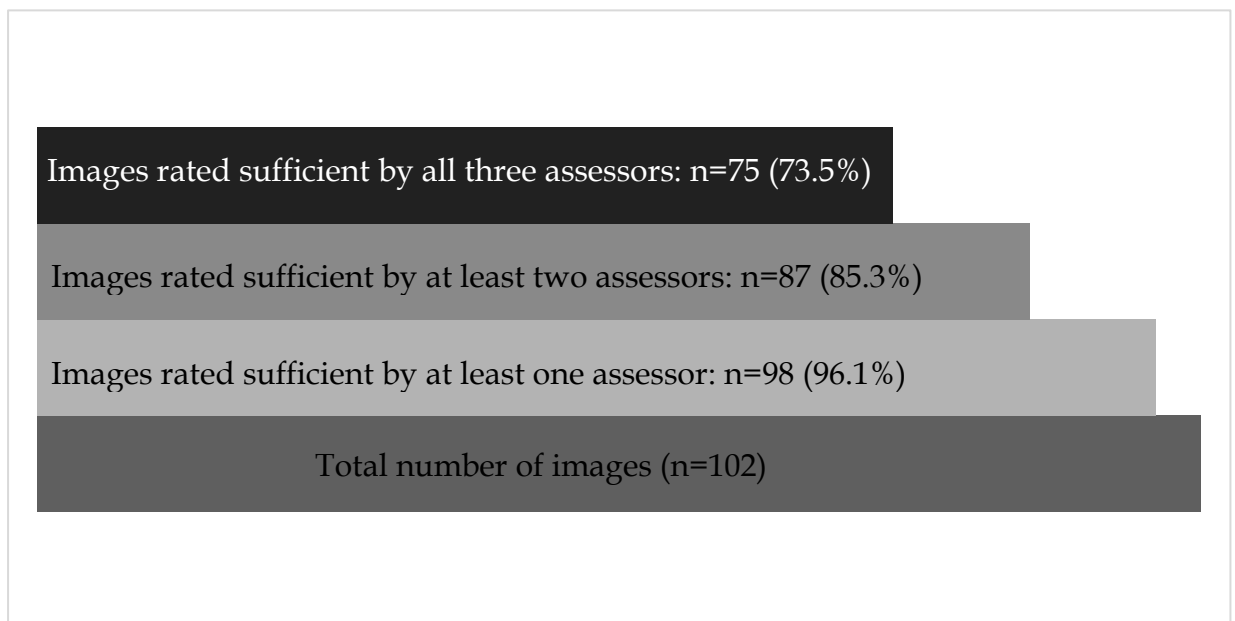 Images rated sufficient by all three assessors: n=75 (73.5%)
Images rated sufficient by at least two assessors: n=87 (85.3%)
Images rated sufficient by at least one assessor: n=98 (96.1%)
Total number of images (n=102)